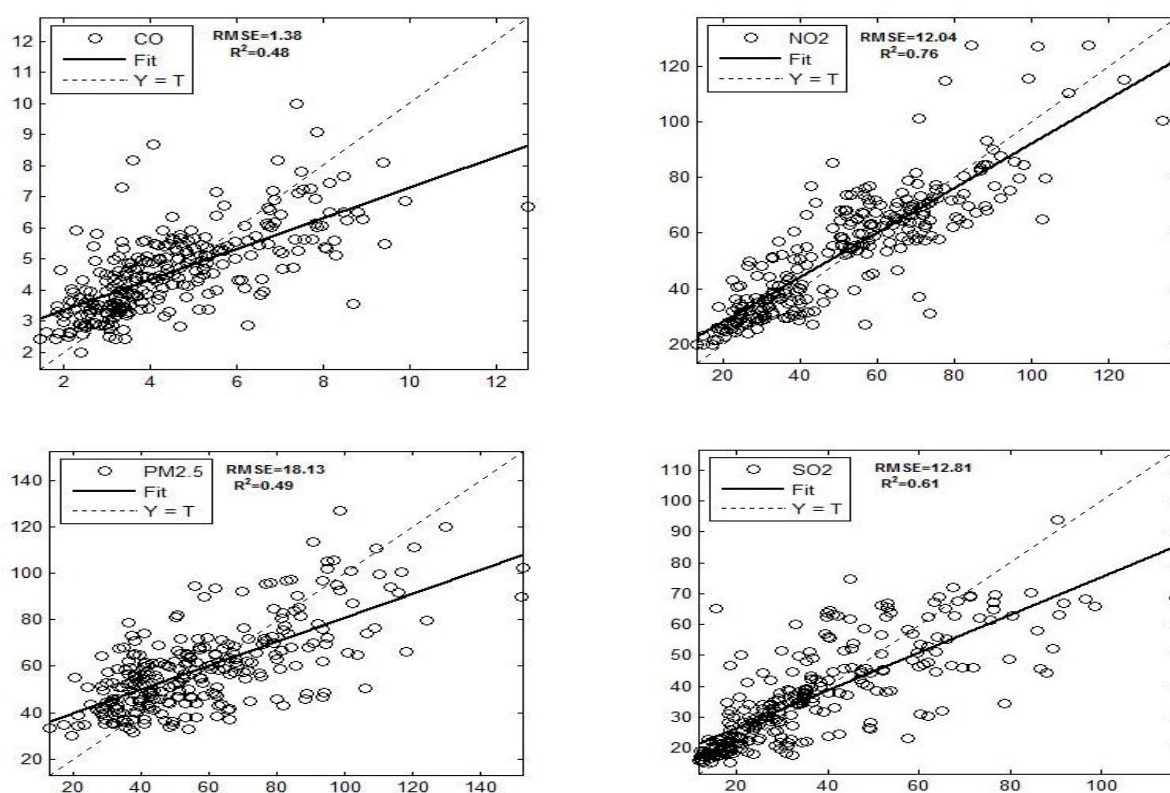 CO
Fit
Y = T
RMSE=1.38
R²=0.48
12
11
10
9
8
7
6
5
4
3
2
2 4 6 8 10 12
NO2
Fit
Y = T
RMSE=12.04
R²=0.76
120
100
80
60
40
20
20 40 60 80 100 120
PM2.5
Fit
Y = T
RMSE=18.13
R²=0.49
140
120
100
80
60
40
20
20 40 60 80 100 120 140
SO2
Fit
Y = T
RMSE=12.81
R²=0.61
110
100
90
80
70
60
50
40
30
20
20 40 60 80 100